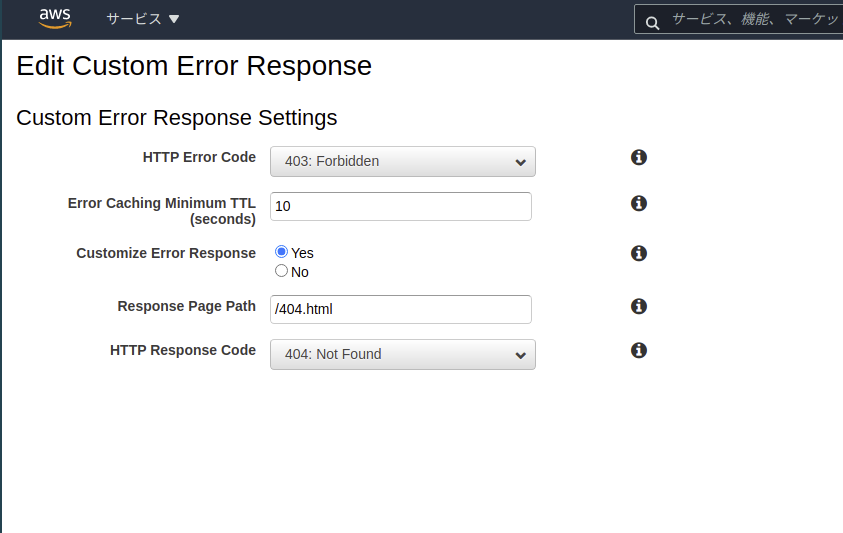 aws サービス サービス、機能、マーケッ
Edit Custom Error Response
Custom Error Response Settings
HTTP Error Code 403: Forbidden
Error Caching Minimum TTL 10
(seconds)
Customize Error Response Yes
No
Response Page Path /404.html
HTTP Response Code 404: Not Found